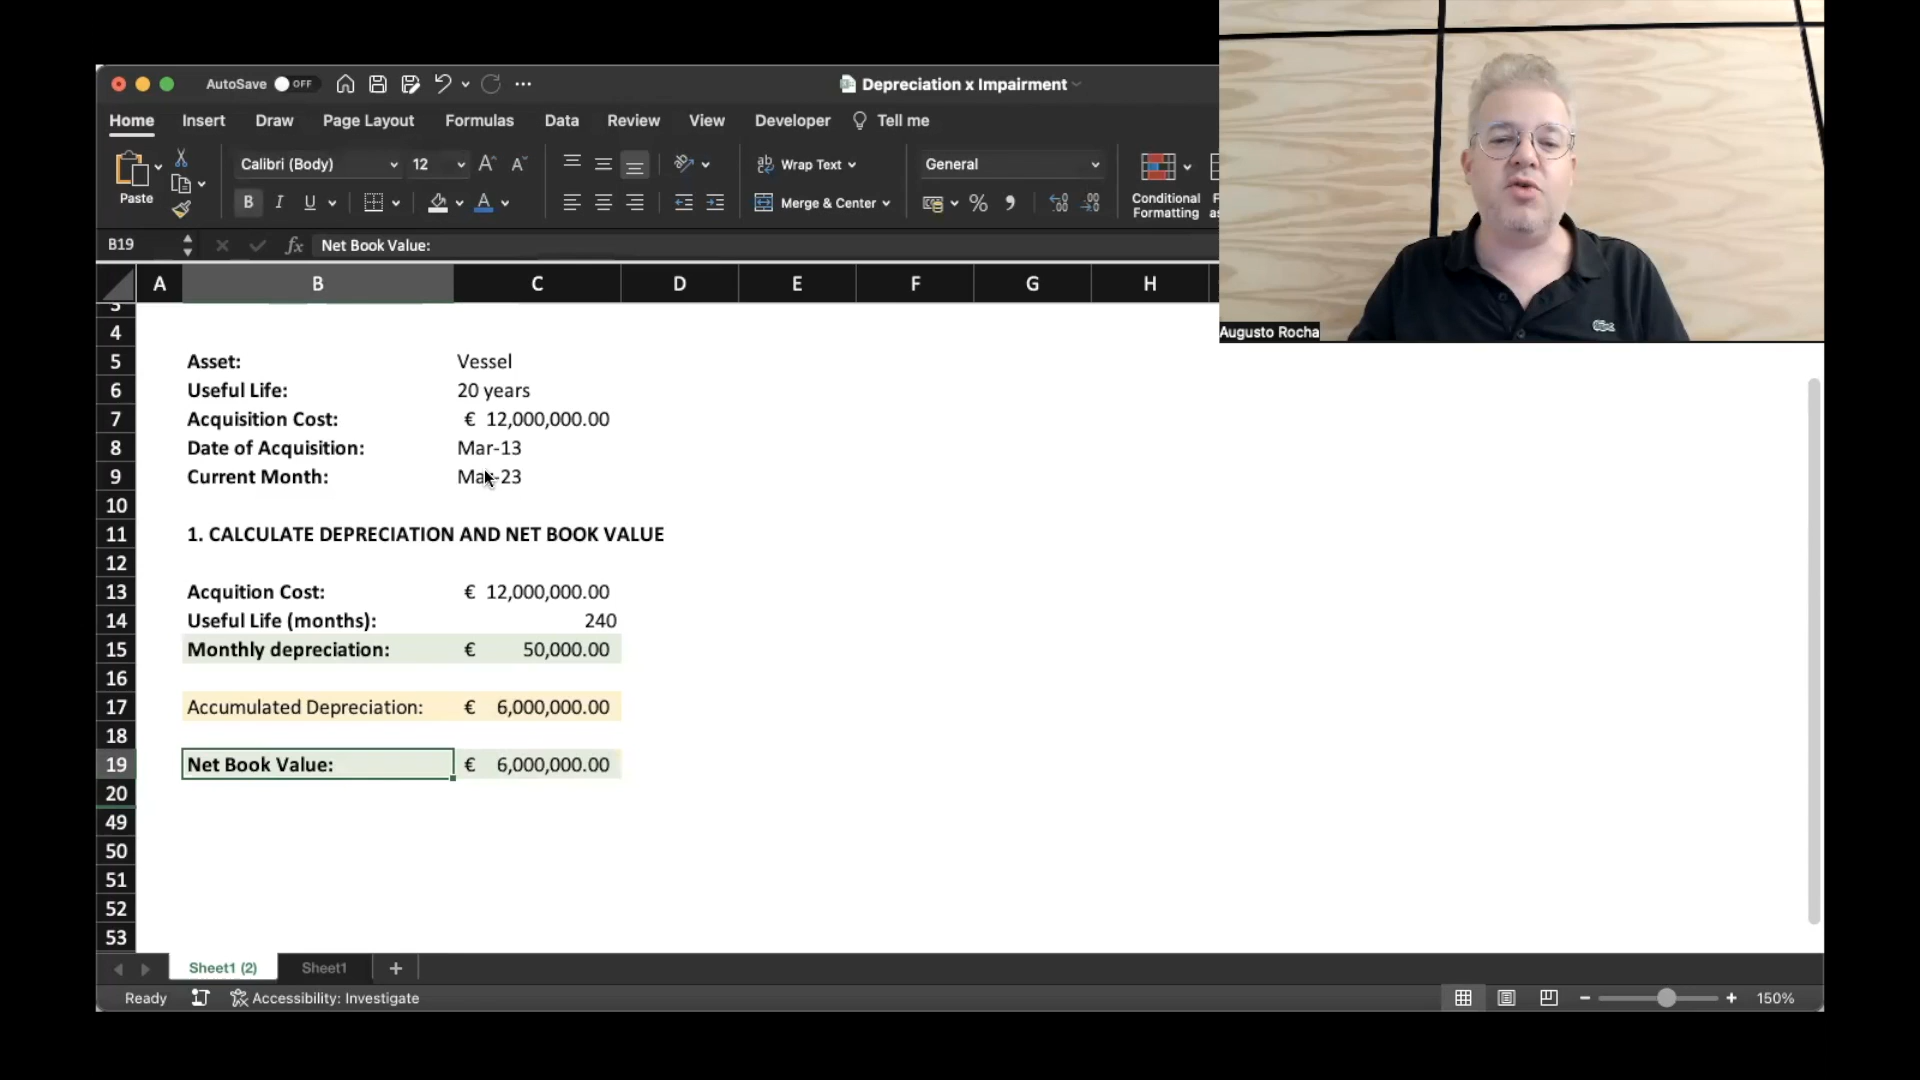 AutoSave OFF
Depreciation x Impairment
Home Insert Draw Page Layout Formulas Data Review View Developer Tell me
Paste
Calibri (Body) 12
Wrap Text
Merge & Center
General
Conditional
Formatting
B19 fx Net Book Value:
A B C D E F G H
4
5 Asset: Vessel
6 Useful Life: 20 years
7 Acquisition Cost: € 12,000,000.00
8 Date of Acquisition: Mar-13
9 Current Month: Mar-23
10
11 1. CALCULATE DEPRECIATION AND NET BOOK VALUE
12
13 Acquition Cost: € 12,000,000.00
14 Useful Life (months): 240
15 Monthly depreciation: € 50,000.00
16
17 Accumulated Depreciation: € 6,000,000.00
18
19 Net Book Value: € 6,000,000.00
20
49
50
51
52
53
Sheet1 (2) Sheet1 +
Ready Accessibility: Investigate 150%
Augusto Rocha